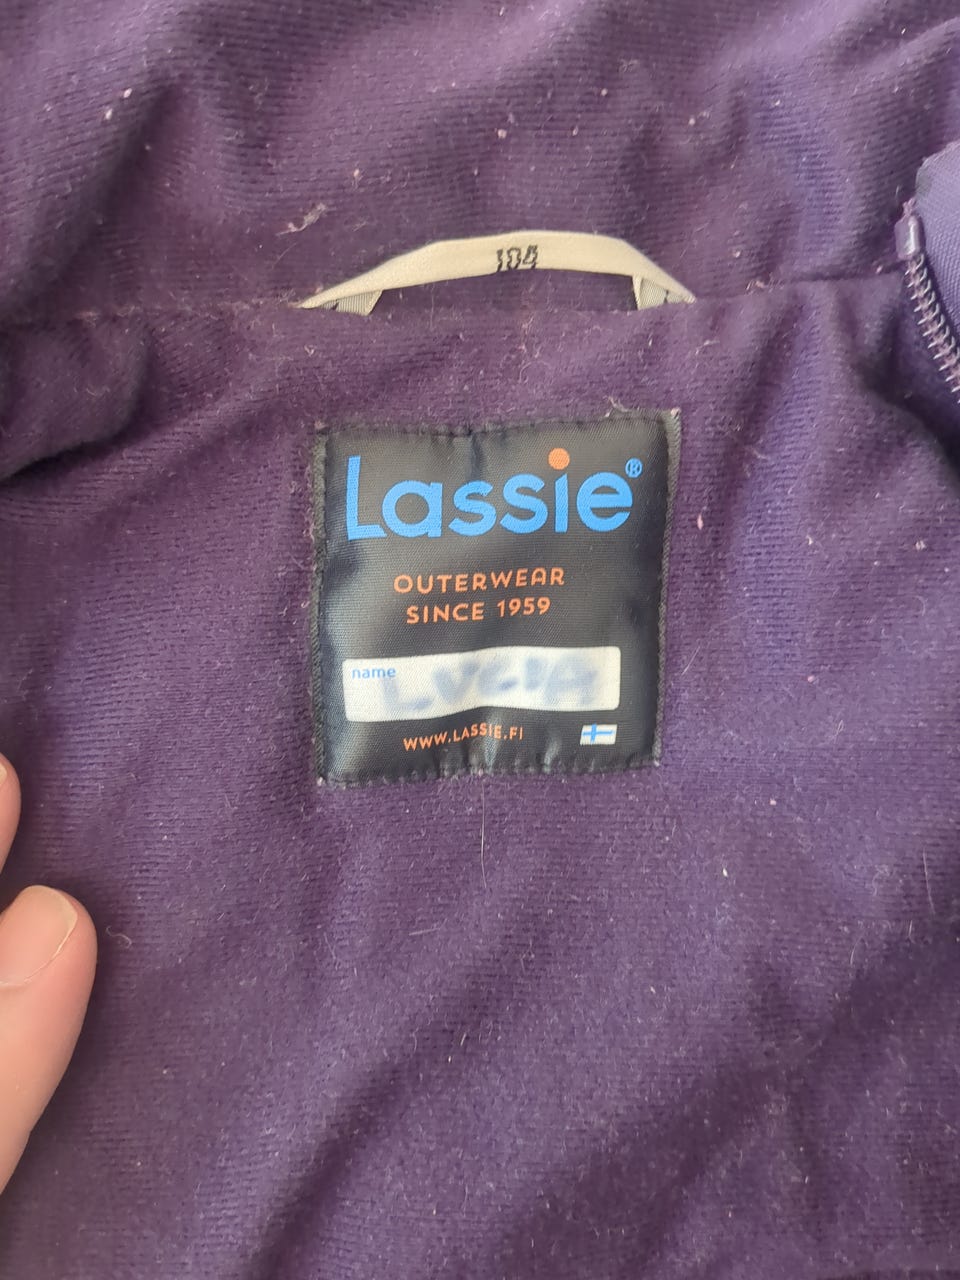 104
Lassie®
OUTERWEAR
SINCE 1959
name
WWW.LASSIE.FI